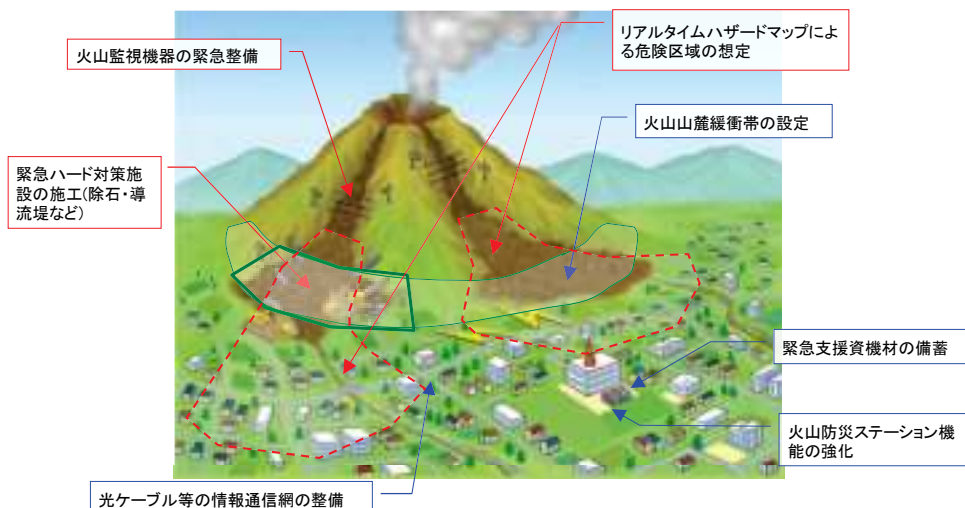 リアルタイムハザードマップによ
る危険区域の想定
火山監視機器の緊急整備
火山山麓緩衝帯の設定
緊急ハード対策施
設の施工(除石・導
流堤など)
緊急支援資機材の備蓄
火山防災ステーション機
能の強化
光ケーブル等の情報通信網の整備